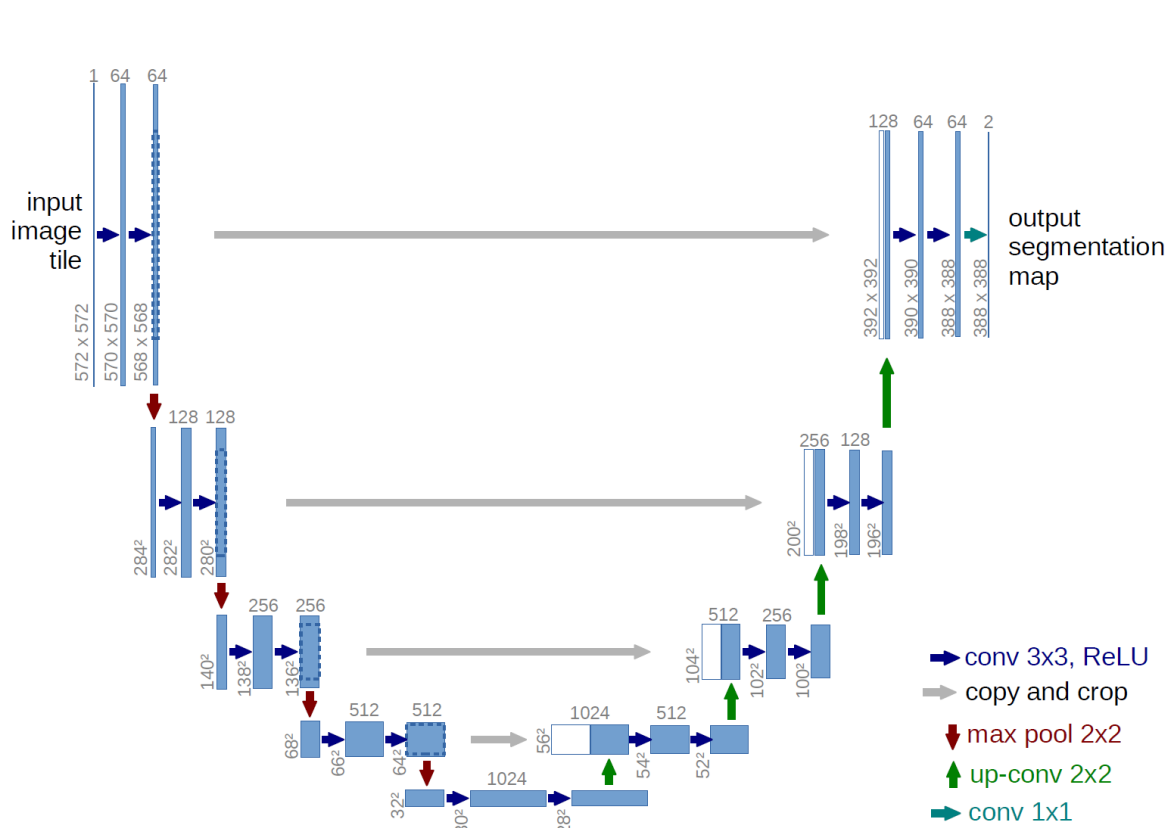 1 64 64
128 64 64 2
input
image
tile
output
segmentation
map
572 x 572
570 x 570
568 x 568
392 x 392
390 x 390
388 x 388
388 x 388
128 128
256 128
284²
282²
280²
200²
198²
196²
256 256
512 256
140²
138²
136²
104²
102²
100²
512 512
1024 512
68²
66²
64²
56²
54²
52²
1024
32²
conv 3x3, ReLU
copy and crop
max pool 2x2
up-conv 2x2
conv 1x1